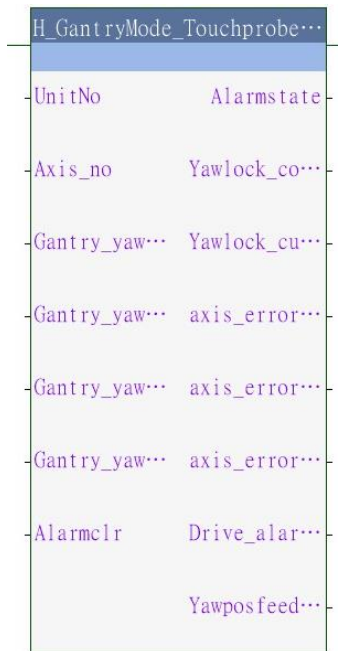 H_GantryMode_Touchprobe…
UnitNo Alarmstate
Axis_no Yawlock_co…
Gantry_yaw… Yawlock_cu…
Gantry_yaw… axis_error…
Gantry_yaw… axis_error…
Gantry_yaw… axis_error…
Alarmclr Drive_alar…
Yawposfeed…